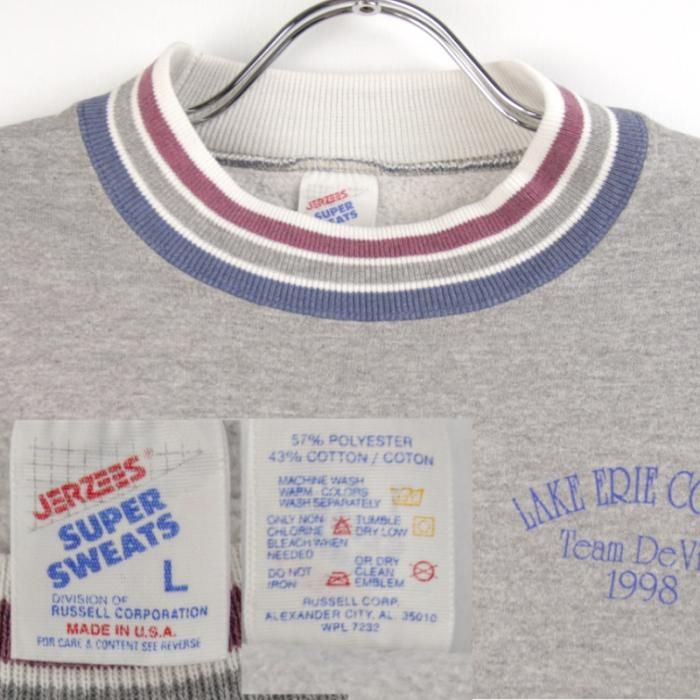 JERZEES
SUPER
SWEATS
LAKE ERIE CO
Team DeV
1998
JERZEES®
SUPER
SWEATS
L
DIVISION OF
RUSSELL CORPORATION
MADE IN U.S.A.
FOR CARE & CONTENT SEE REVERSE
57% POLYESTER
43% COTTON / COTON
MACHINE WASH
WARM - COLORS
WASH SEPARATELY
ONLY NON
CHLORINE
BLEACH WHEN
NEEDED
TUMBLE
DRY LOW
DO NOT
IRON
OR DRY
CLEAN
EMBLEM
RUSSELL CORP.
ALEXANDER CITY, AL. 35010
WPL 7232